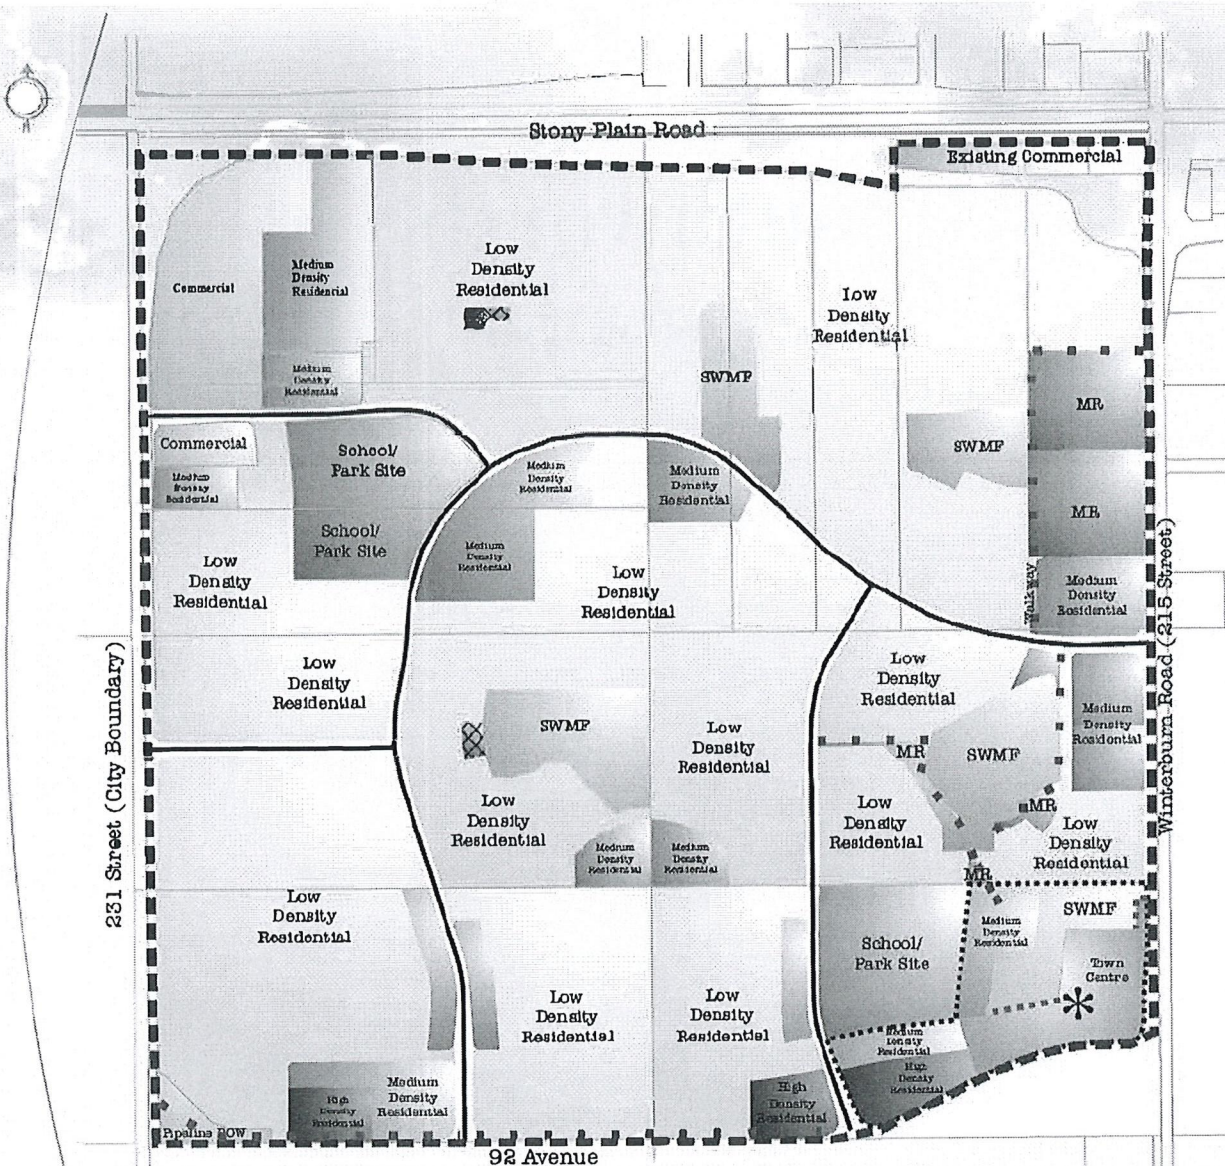 Stony Plain Road
Existing Commercial
Low
Density
Residential
Medium
Density
Residencial
Commercial
Low
Density
Residential
Medium
Density
Residential
SWMF
MR
Commercial
School/
Park Site
SWMF
Medium
Density
Residential
Medium
Density
Residential
Medium
Density
Residential
MR
School/
Park Site
Low
Density
Residential
Medium
Density
Residential
Low
Density
Residential
Walkway
Medium
Density
Residential
Winterburn Road (215 Street)
231 Street (City Boundary)
Low
Density
Residential
Low
Density
Residential
SWMF
Low
Density
Residential
MR
SWMF
Medium
Density
Residential
Low
Density
Residential
Low
Density
Residential
MR
Low
Density
Residential
Medium
Density
Residential
Medium
Density
Residential
MR
Low
Density
Residential
SWMF
Medium
Density
Residential
School/
Park Site
Town
Centre
Low
Density
Residential
Low
Density
Residential
Medium
Density
Residential
High
Density
Residential
Medium
Density
Residential
High
Density
Residential
High
Density
Residential
Pipeline ROW
92 Avenue